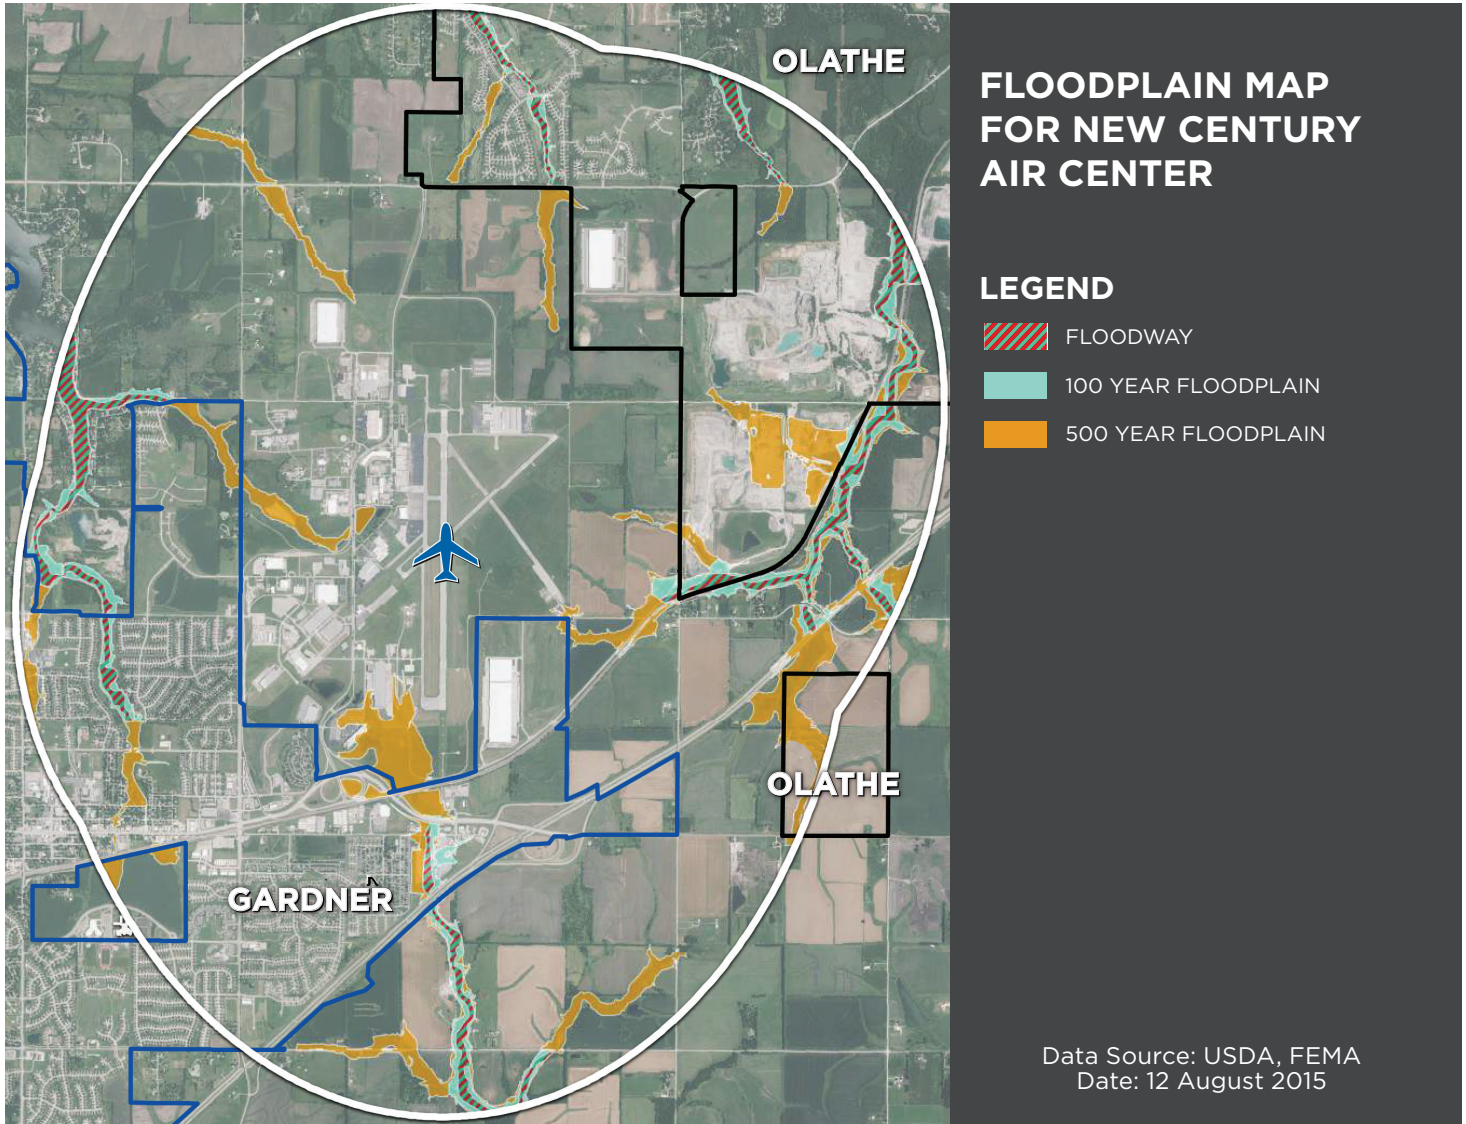 OLATHE
FLOODPLAIN MAP
FOR NEW CENTURY
AIR CENTER
LEGEND
FLOODWAY
100 YEAR FLOODPLAIN
500 YEAR FLOODPLAIN
OLATHE
GARDNER
Data Source: USDA, FEMA
Date: 12 August 2015